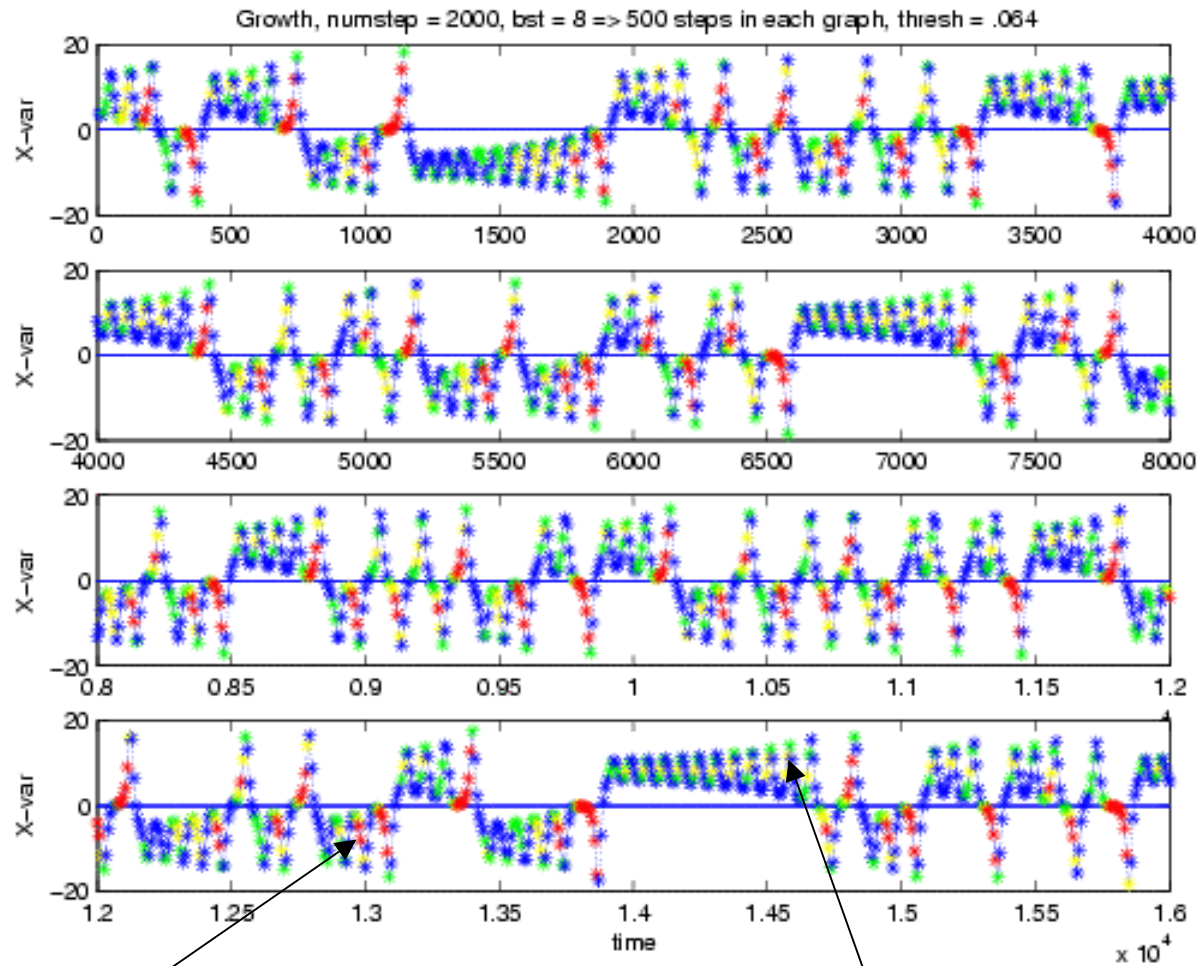 Growth, numstep = 2000, bst = 8 => 500 steps in each graph, thresh = .064
20
X-var
0
-20
0 500 1000 1500 2000 2500 3000 3500 4000
20
X-var
0
-20
4000 4500 5000 5500 6000 6500 7000 7500 8000
20
X-var
0
-20
0.8 0.85 0.9 0.95 1 1.05 1.1 1.15 1.2
20
X-var
0
-20
1.2 1.25 1.3 1.35 1.4 1.45 1.5 1.55 1.6
time
x 10⁴